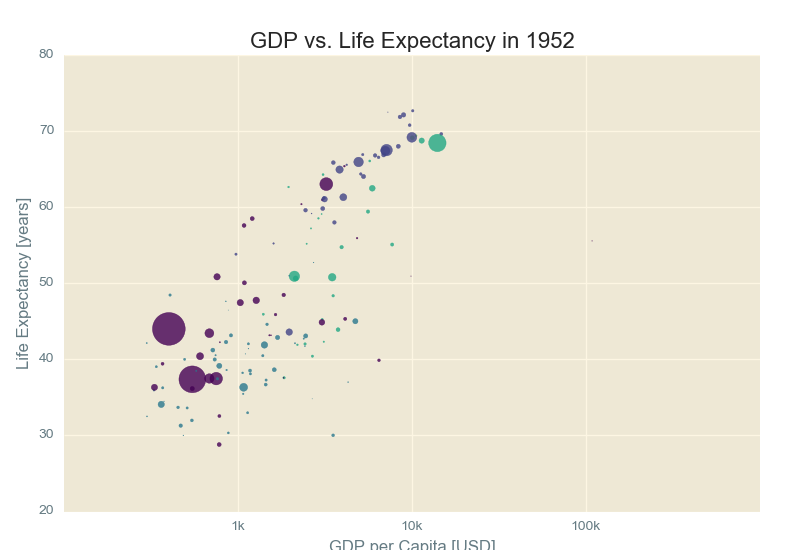 GDP vs. Life Expectancy in 1952
80
70
60
50
40
30
20
Life Expectancy [years]
1k
10k
100k
GDP per Capita [USD]